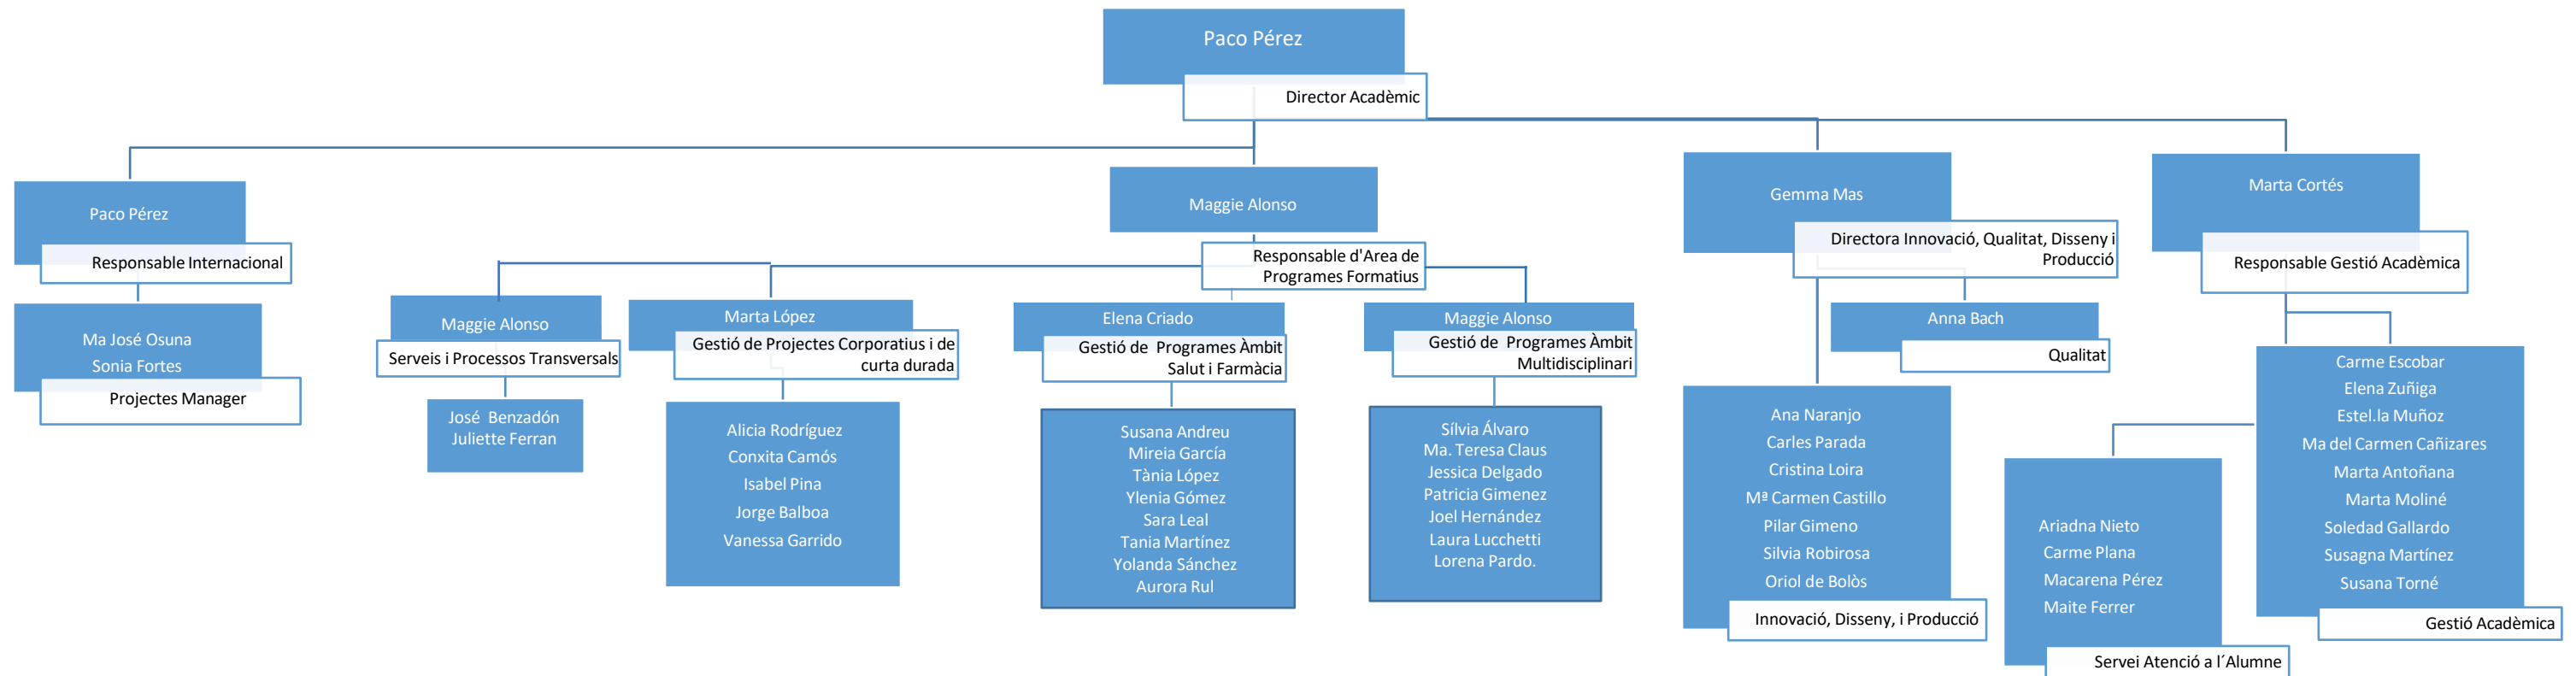 Paco Pérez
Director Acadèmic
Paco Pérez
Responsable Internacional
Ma José Osuna
Sonia Fortes
Projectes Manager
Maggie Alonso
Responsable d'Area de
Programes Formatius
Maggie Alonso
Serveis i Processos Transversals
José Benzadón
Juliette Ferran
Marta López
Gestió de Projectes Corporatius i de
curta durada
Alicia Rodríguez
Conxita Camós
Isabel Pina
Jorge Balboa
Vanessa Garrido
Elena Criado
Gestió de Programes Àmbit
Salut i Farmàcia
Susana Andreu
Mireia García
Tània López
Ylenia Gómez
Sara Leal
Tania Martínez
Yolanda Sánchez
Aurora Rul
Maggie Alonso
Gestió de Programes Àmbit
Multidisciplinari
Sílvia Álvaro
Ma. Teresa Claus
Jessica Delgado
Patricia Gimenez
Joel Hernández
Laura Lucchetti
Lorena Pardo.
Gemma Mas
Directora Innovació, Qualitat, Disseny i
Producció
Anna Bach
Qualitat
Ana Naranjo
Carles Parada
Cristina Loira
Mª Carmen Castillo
Pilar Gimeno
Silvia Robirosa
Oriol de Bolòs
Innovació, Disseny, i Producció
Marta Cortés
Responsable Gestió Acadèmica
Carme Escobar
Elena Zuñiga
Estel.la Muñoz
Ma del Carmen Cañizares
Marta Antoñana
Marta Moliné
Soledad Gallardo
Susagna Martínez
Susana Torné
Gestió Acadèmica
Ariadna Nieto
Carme Plana
Macarena Pérez
Maite Ferrer
Servei Atenció a l´Alumne